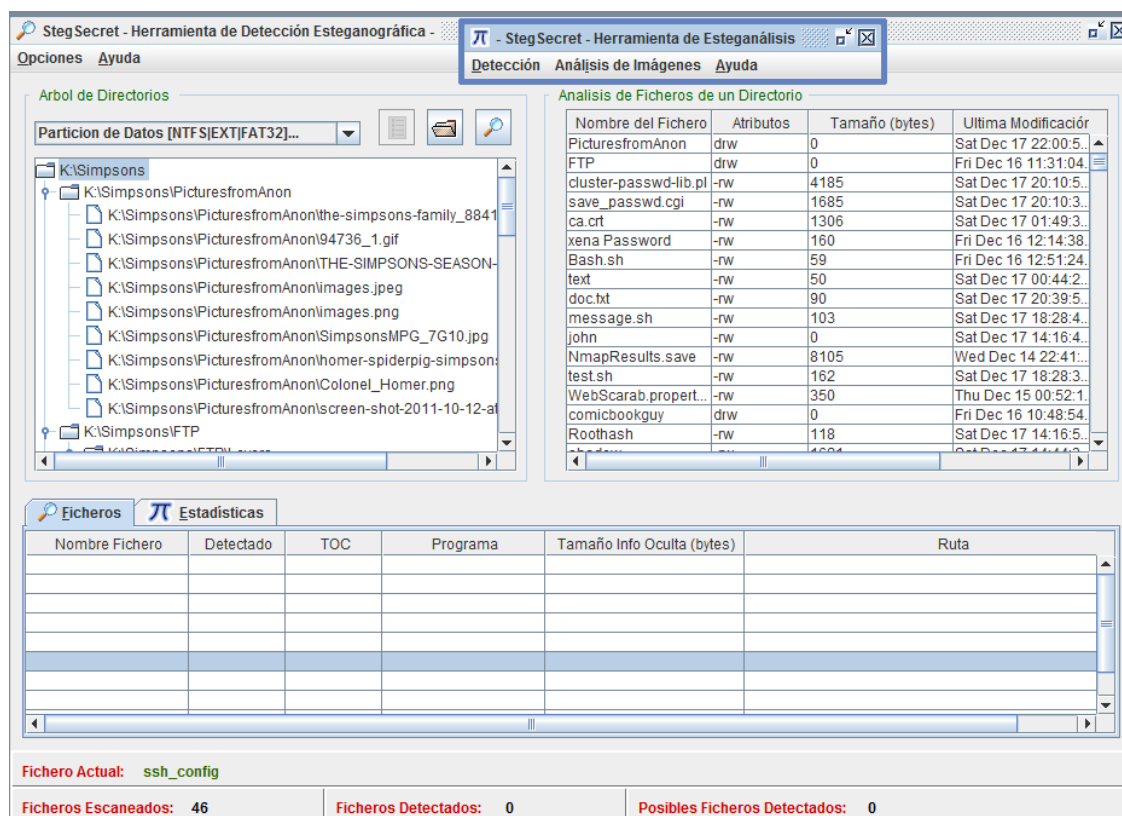 StegSecret - Herramienta de Detección Esteganográfica -
π - StegSecret - Herramienta de Esteganálisis
Opciones Ayuda
Detección Análisis de Imágenes Ayuda
Arbol de Directorios
Particion de Datos [NTFS|EXT|FAT32]...
K:\Simpsons
K:\Simpsons\PicturesfromAnon
K:\Simpsons\PicturesfromAnon\the-simpsons-family_8841
K:\Simpsons\PicturesfromAnon\94736_1.gif
K:\Simpsons\PicturesfromAnon\THE-SIMPSONS-SEASON-
K:\Simpsons\PicturesfromAnon\images.jpeg
K:\Simpsons\PicturesfromAnon\images.png
K:\Simpsons\PicturesfromAnon\SimpsonsMPG_7G10.jpg
K:\Simpsons\PicturesfromAnon\homer-spiderpig-simpson
K:\Simpsons\PicturesfromAnon\Colonel_Homer.png
K:\Simpsons\PicturesfromAnon\screen-shot-2011-10-12-at
K:\Simpsons\FTP
Analisis de Ficheros de un Directorio
Nombre del Fichero Atributos Tamaño (bytes) Ultima Modificaciór
PicturesfromAnon drw 0 Sat Dec 17 22:00:5..
FTP drw 0 Fri Dec 16 11:31:04.
cluster-passwd-lib.pl -rw 4185 Sat Dec 17 20:10:5..
save_passwd.cgi -rw 1685 Sat Dec 17 20:10:3..
ca.crt -rw 1306 Sat Dec 17 01:49:3..
xena Password -rw 160 Fri Dec 16 12:14:38.
Bash.sh -rw 59 Fri Dec 16 12:51:24.
text -rw 50 Sat Dec 17 00:44:2..
doc.txt -rw 90 Sat Dec 17 20:39:5..
message.sh -rw 103 Sat Dec 17 18:28:4..
john -rw 0 Sat Dec 17 14:16:4..
NmapResults.save -rw 8105 Wed Dec 14 22:41:..
test.sh -rw 162 Sat Dec 17 18:28:3..
WebScarab.propert... -rw 350 Thu Dec 15 00:52:1.
comicbookguy drw 0 Fri Dec 16 10:48:54.
Roothash -rw 118 Sat Dec 17 14:16:5..
Ficheros π Estadísticas
Nombre Fichero Detectado TOC Programa Tamaño Info Oculta (bytes) Ruta
Fichero Actual: ssh_config
Ficheros Escaneados: 46 Ficheros Detectados: 0 Posibles Ficheros Detectados: 0